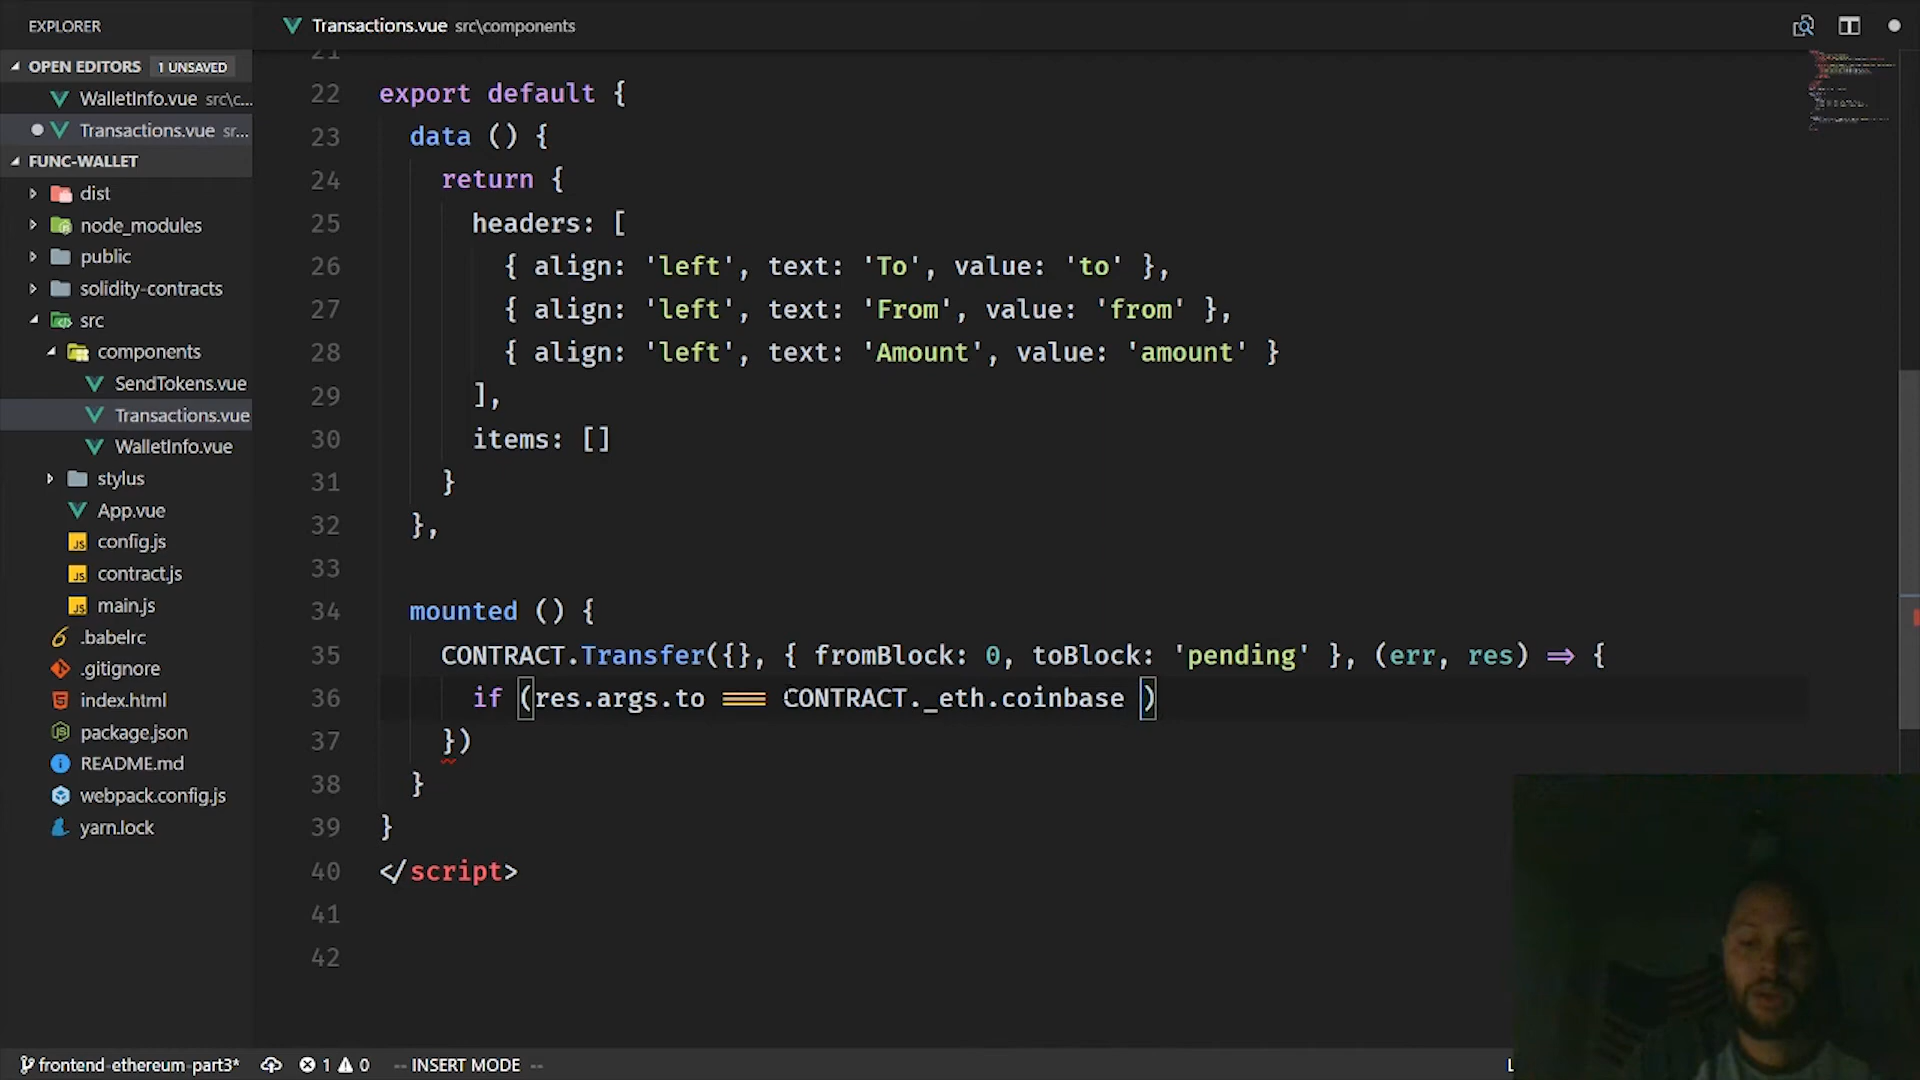 EXPLORER
Transactions.vue src\components
OPEN EDITORS 1 UNSAVED
WalletInfo.vue src\c...
Transactions.vue sr...
FUNC-WALLET
dist
node_modules
public
solidity-contracts
src
components
SendTokens.vue
Transactions.vue
WalletInfo.vue
stylus
App.vue
JS config.js
JS contract.js
JS main.js
.babelrc
.gitignore
index.html
package.json
README.md
webpack.config.js
yarn.lock
21
22 export default {
23 data () {
24 return {
25 headers: [
26 { align: 'left', text: 'To', value: 'to' },
27 { align: 'left', text: 'From', value: 'from' },
28 { align: 'left', text: 'Amount', value: 'amount' }
29 ],
30 items: []
31 }
32 },
33
34 mounted () {
35 CONTRACT.Transfer({}, { fromBlock: 0, toBlock: 'pending' }, (err, res) => {
36 if (res.args.to === CONTRACT._eth.coinbase )
37 })
38 }
39 }
40 </script>
41
42
frontend-ethereum-part3* 1 0 -- INSERT MODE -- L